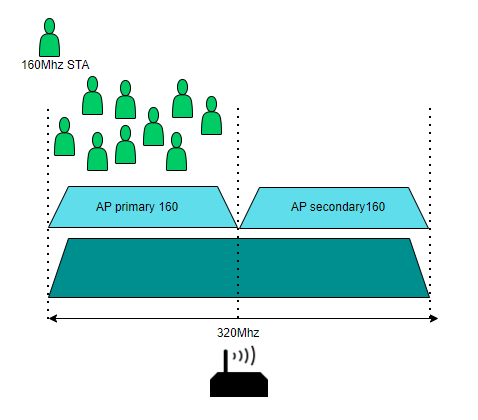 160Mhz STA
AP primary 160
AP secondary160
320Mhz